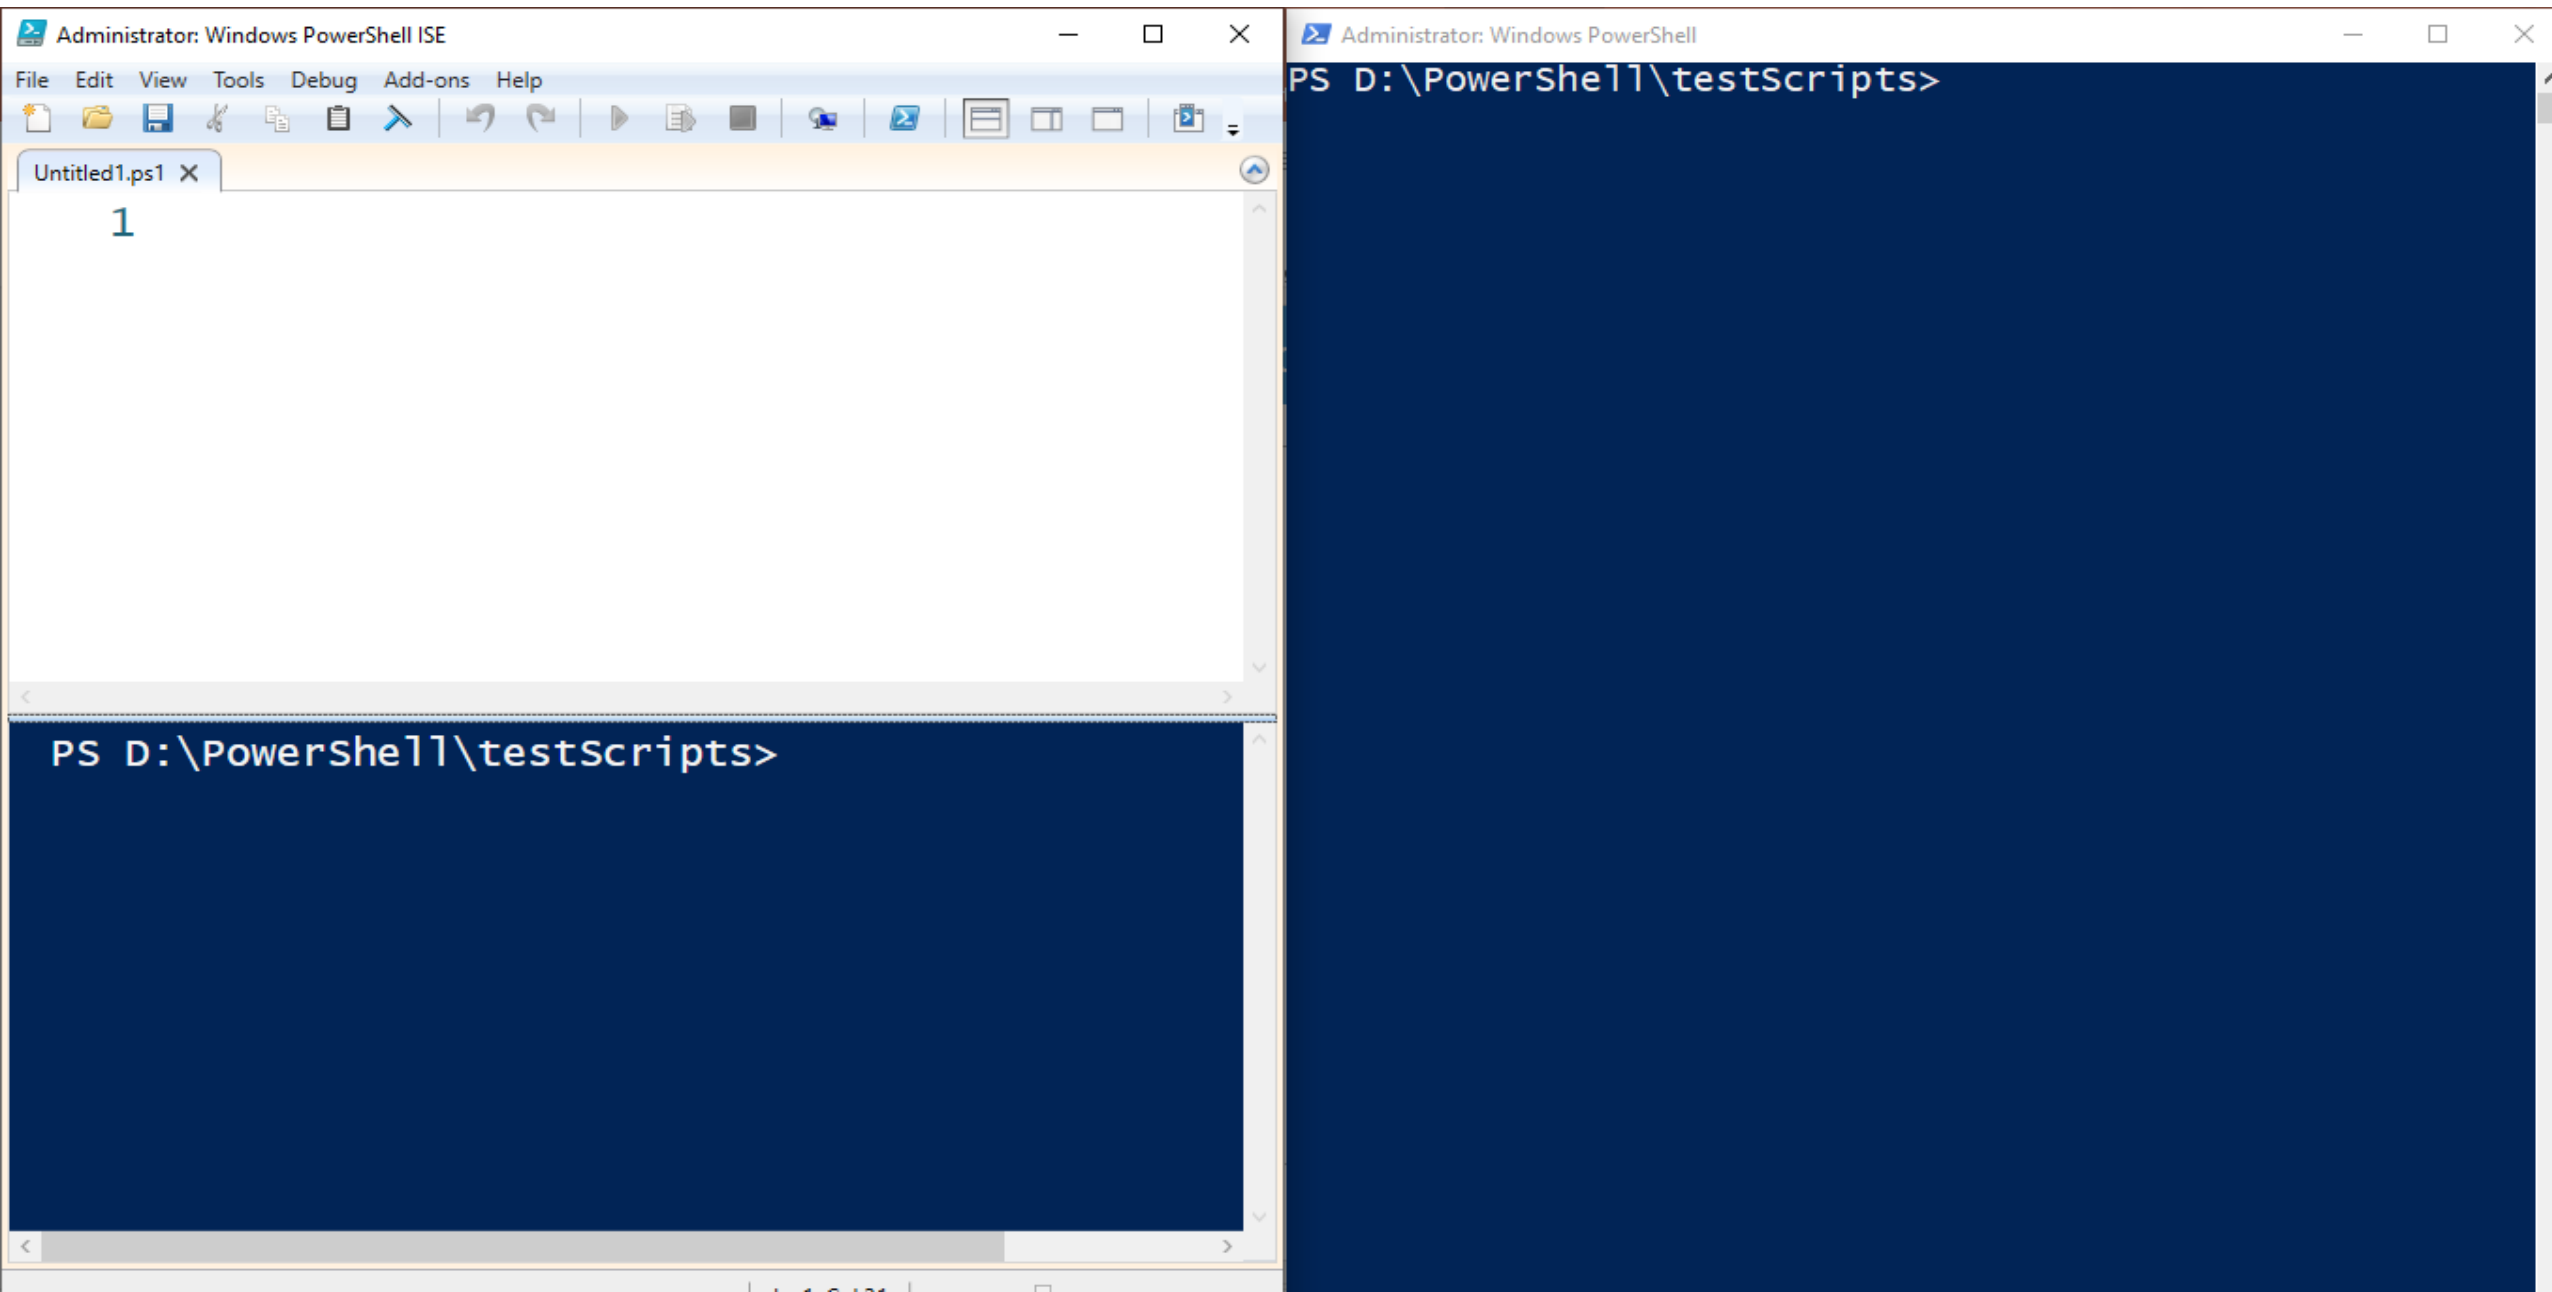 Administrator: Windows PowerShell ISE
File Edit View Tools Debug Add-ons Help
Untitled1.ps1
1
PS D:\PowerShell\testScripts>
Administrator: Windows PowerShell
PS D:\PowerShell\testScripts>